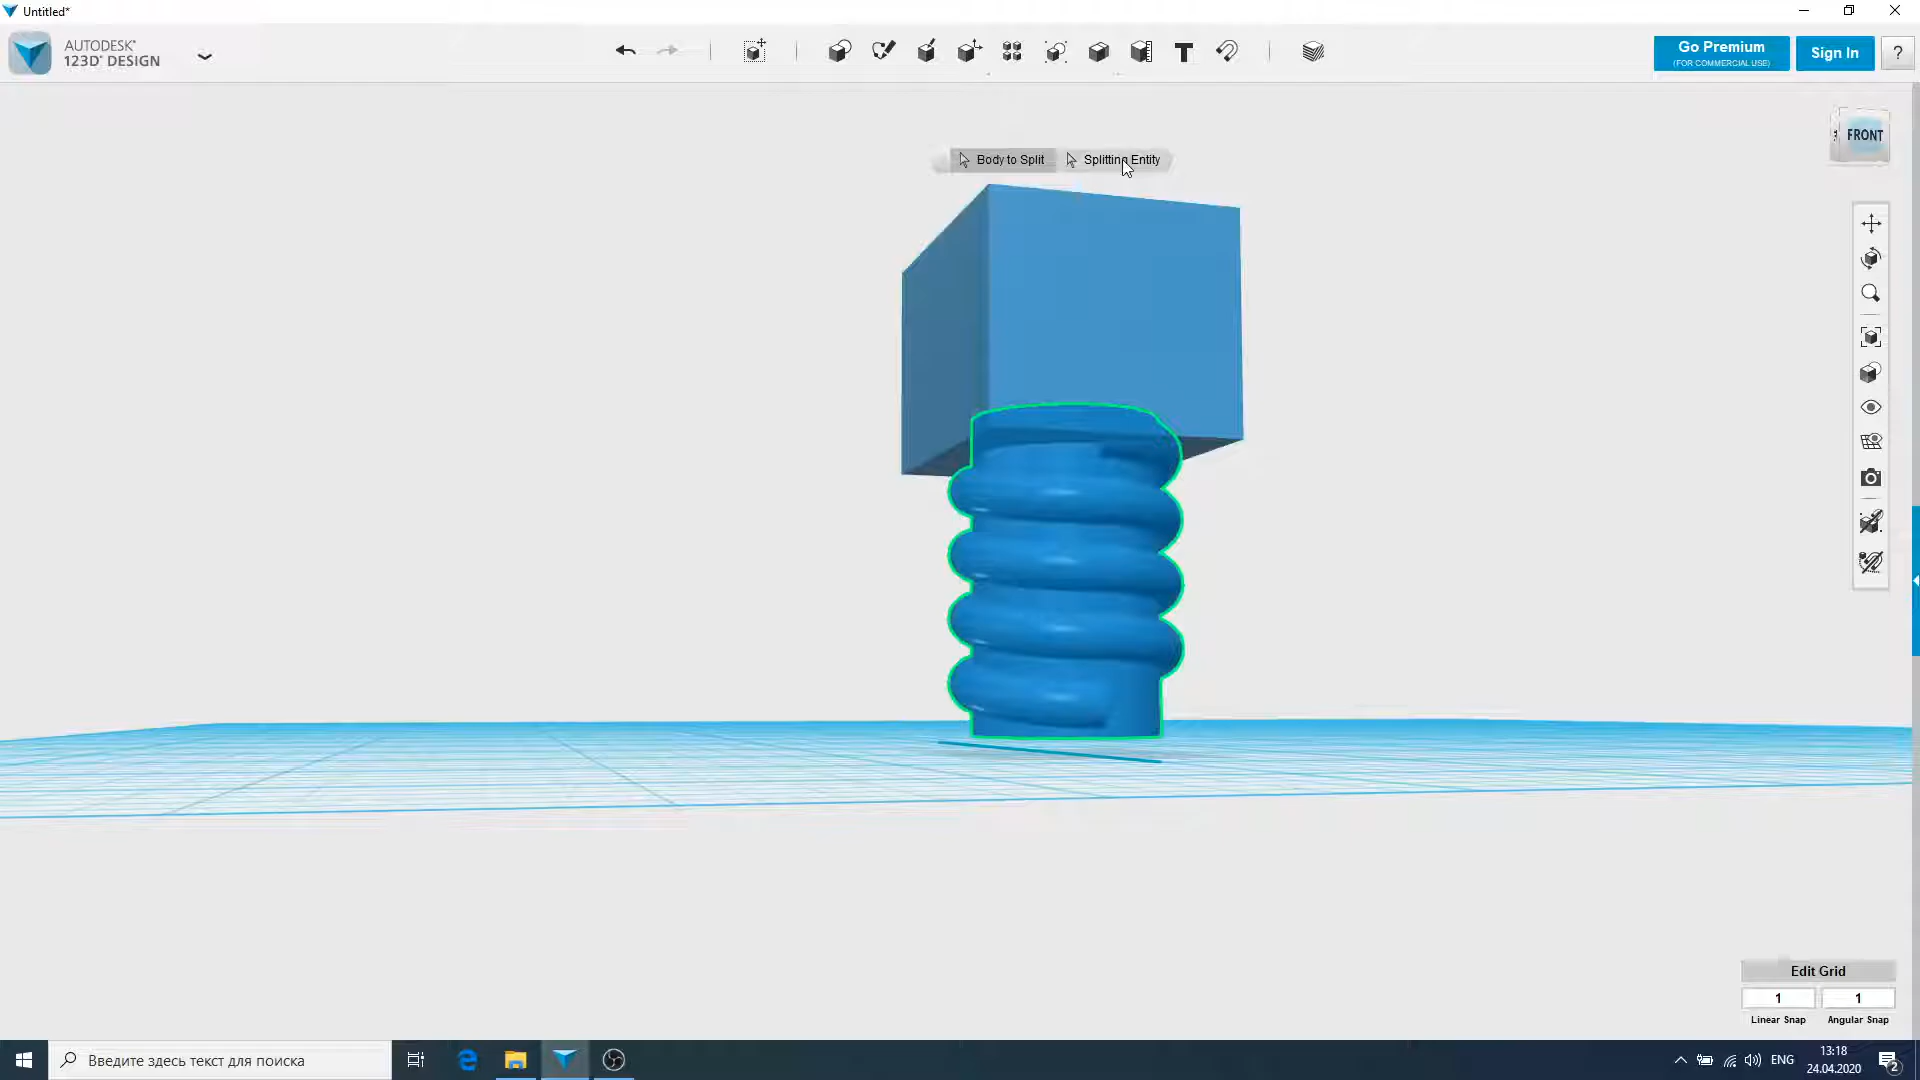 Untitled*
AUTODESK®
123D® DESIGN
Go Premium
(FOR COMMERCIAL USE)
Sign In
?
Body to Split
Splitting Entity
FRONT
Edit Grid
1
1
Linear Snap
Angular Snap
Введите здесь текст для поиска
ENG
13:18
24.04.2020
2